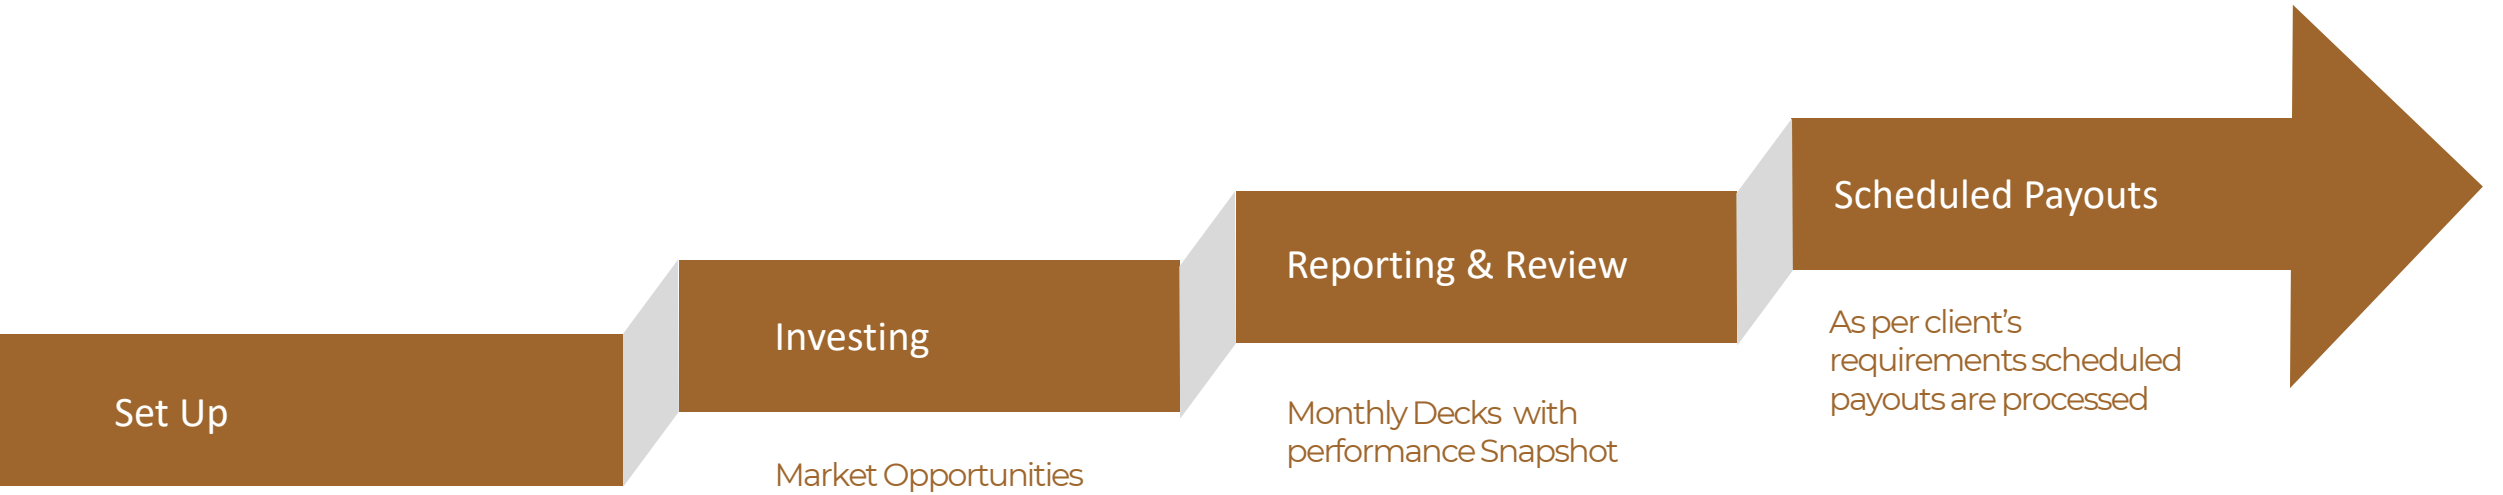 Set Up
Investing
Market Opportunities
Reporting & Review
Monthly Decks with
performance Snapshot
Scheduled Payouts
As per client’s
requirements scheduled
payouts are processed